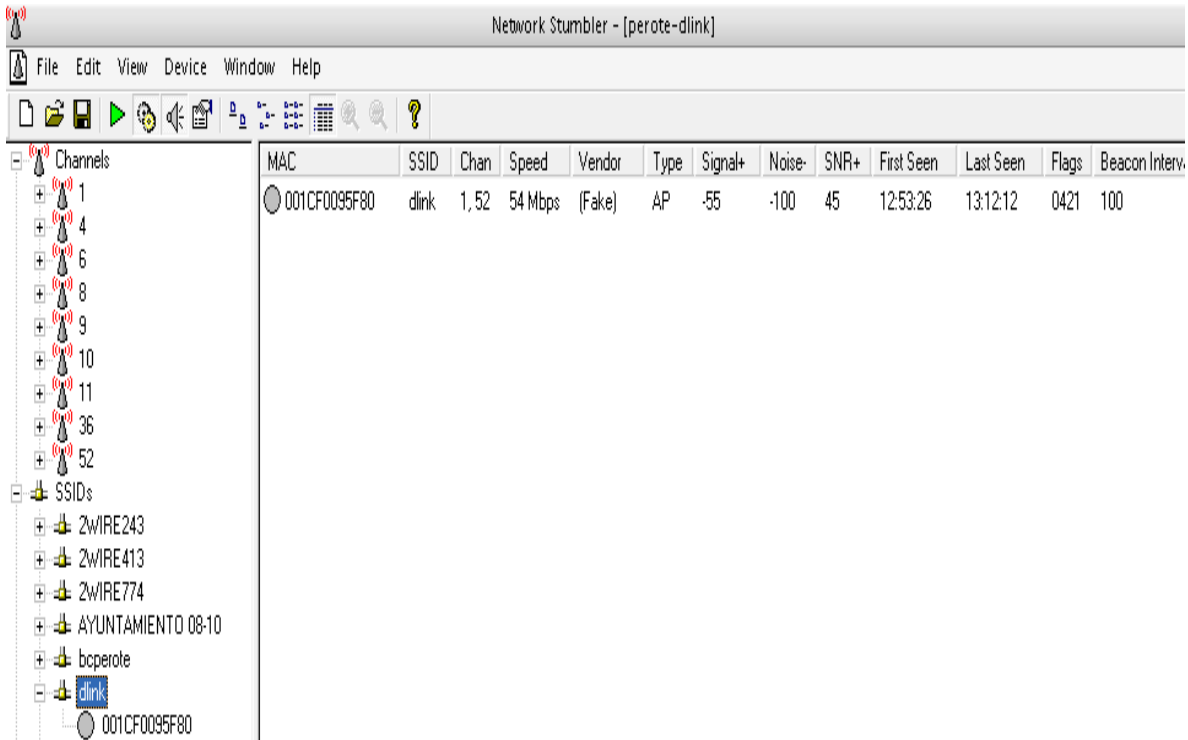 Network Stumbler - [perote-dlink]
File Edit View Device Window Help
Channels
1
4
6
8
9
10
11
36
52
SSIDs
2WIRE243
2WIRE413
2WIRE774
AYUNTAMIENTO 08-10
bcperote
dlink
001CF0095F80
MAC SSID Chan Speed Vendor Type Signal+ Noise- SNR+ First Seen Last Seen Flags Beacon Interv
001CF0095F80 dlink 1, 52 54 Mbps (Fake) AP -55 -100 45 12:53:26 13:12:12 0421 100